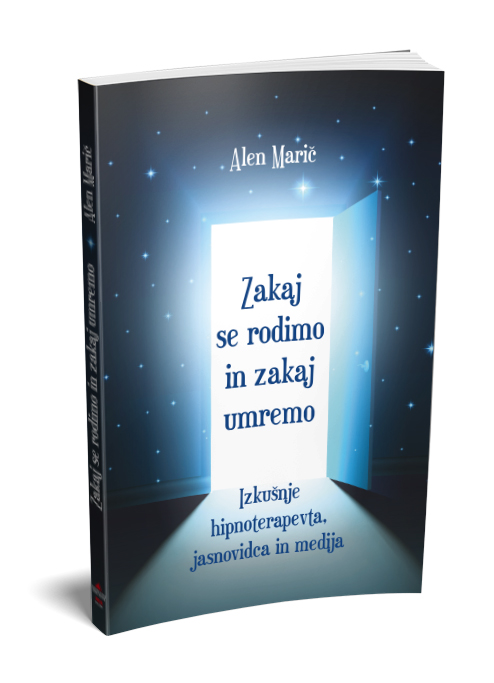 Alen Marič
Zakaj
se rodimo
in zakaj
umremo
Izkušnje
hipnoterapevta,
jasnovidca in medija
Zakaj se rodimo in zakaj umremo
Alen Marič